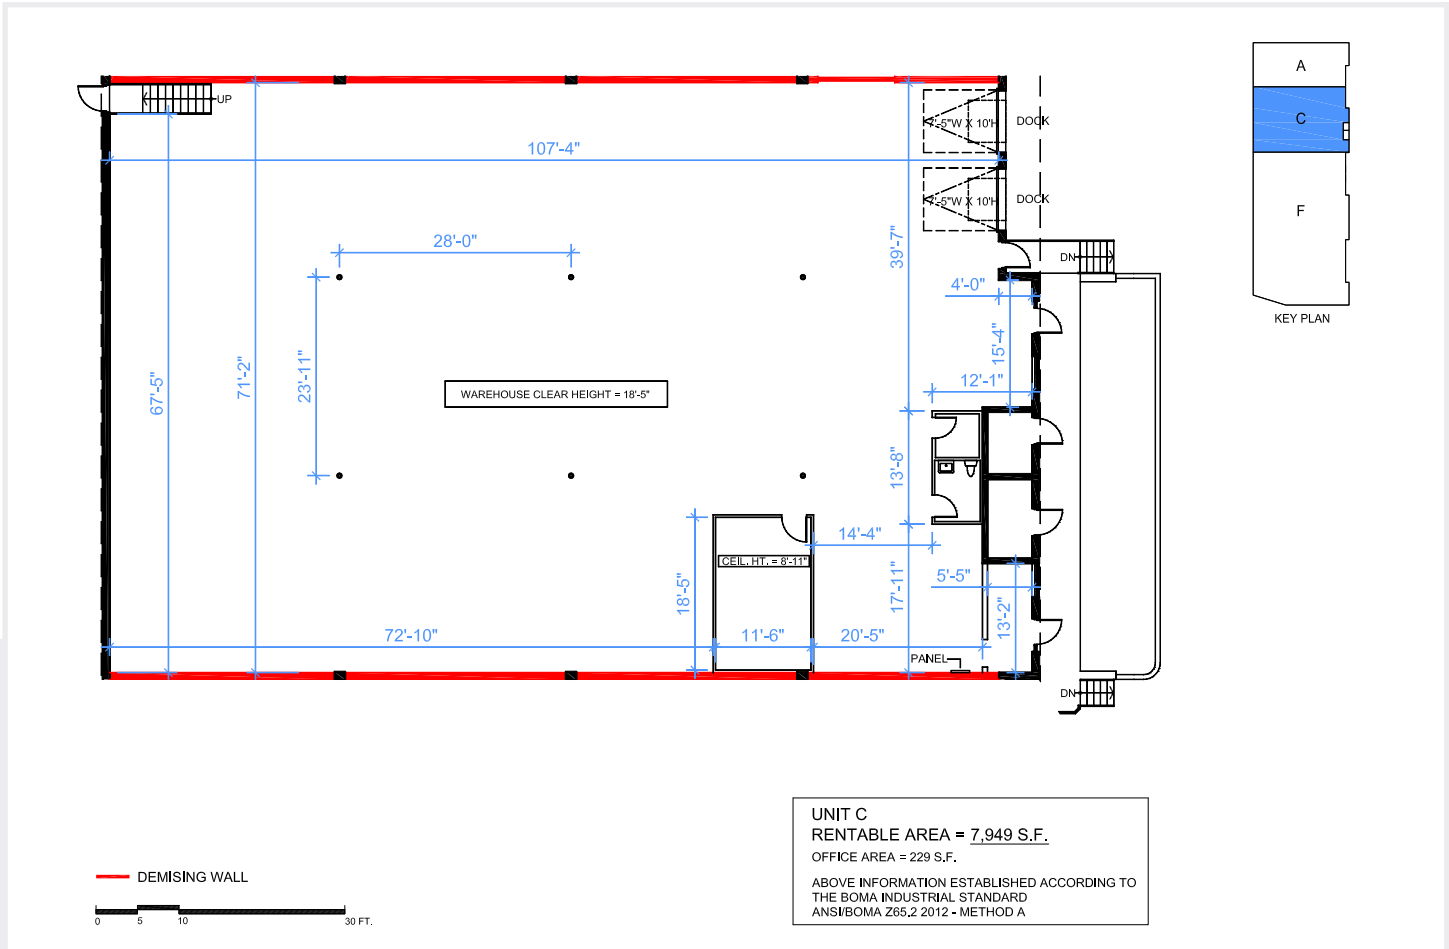 A
C
F
KEY PLAN
UP
107'-4"
7'-5"W X 10'H
DOCK
7'-5"W X 10'H
DOCK
28'-0"
39'-7"
DN
4'-0"
15'-4"
67'-5"
71'-2"
23'-11"
WAREHOUSE CLEAR HEIGHT = 18'-5"
12'-1"
13'-8"
14'-4"
CEIL. HT. = 8'-11"
18'-5"
17'-11"
5'-5"
13'-2"
72'-10"
11'-6"
20'-5"
PANEL
DN
UNIT C
RENTABLE AREA = 7,949 S.F.
OFFICE AREA = 229 S.F.
ABOVE INFORMATION ESTABLISHED ACCORDING TO
THE BOMA INDUSTRIAL STANDARD
ANSI/BOMA Z65.2 2012 - METHOD A
DEMISING WALL
0 5 10 30 FT.